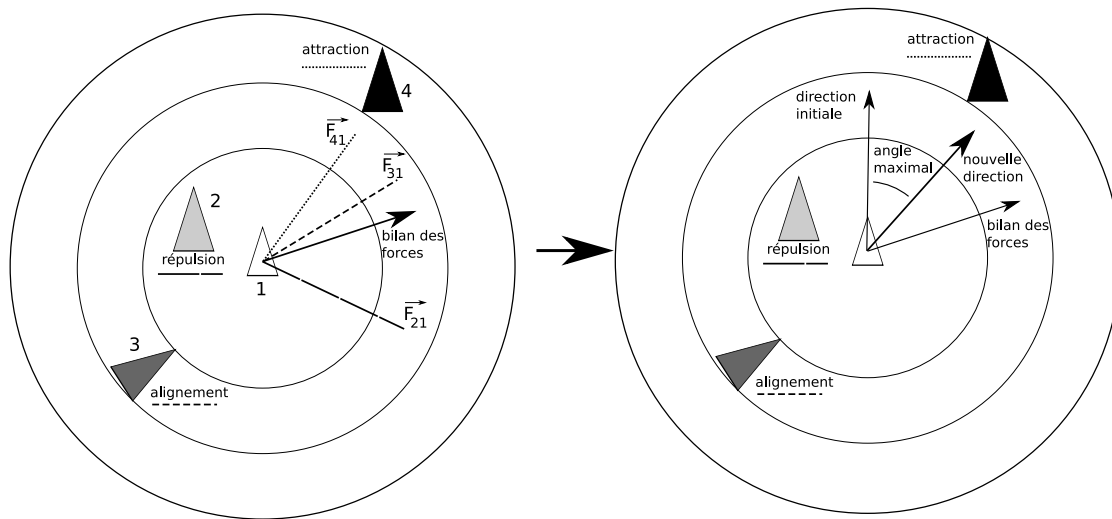 attraction
4
F41
F31
2
bilan des
forces
répulsion
1
F21
3
alignement
attraction
direction
initiale
angle
maximal
nouvelle
direction
bilan des
forces
répulsion
alignement